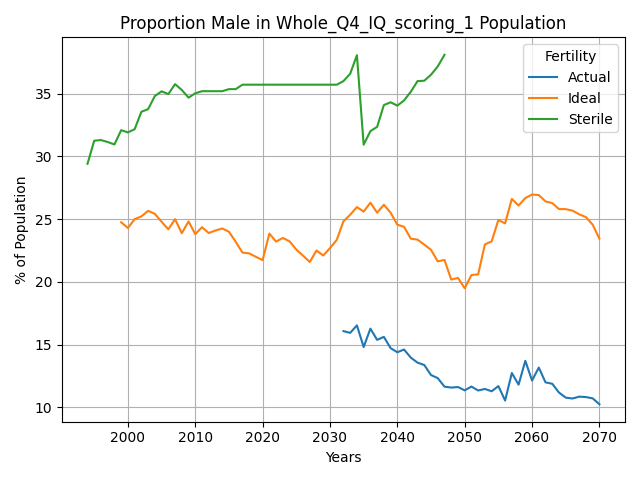 Proportion Male in Whole_Q4_IQ_scoring_1 Population
Fertility
Actual
Ideal
Sterile
% of Population
35
30
25
20
15
10
2000 2010 2020 2030 2040 2050 2060 2070
Years